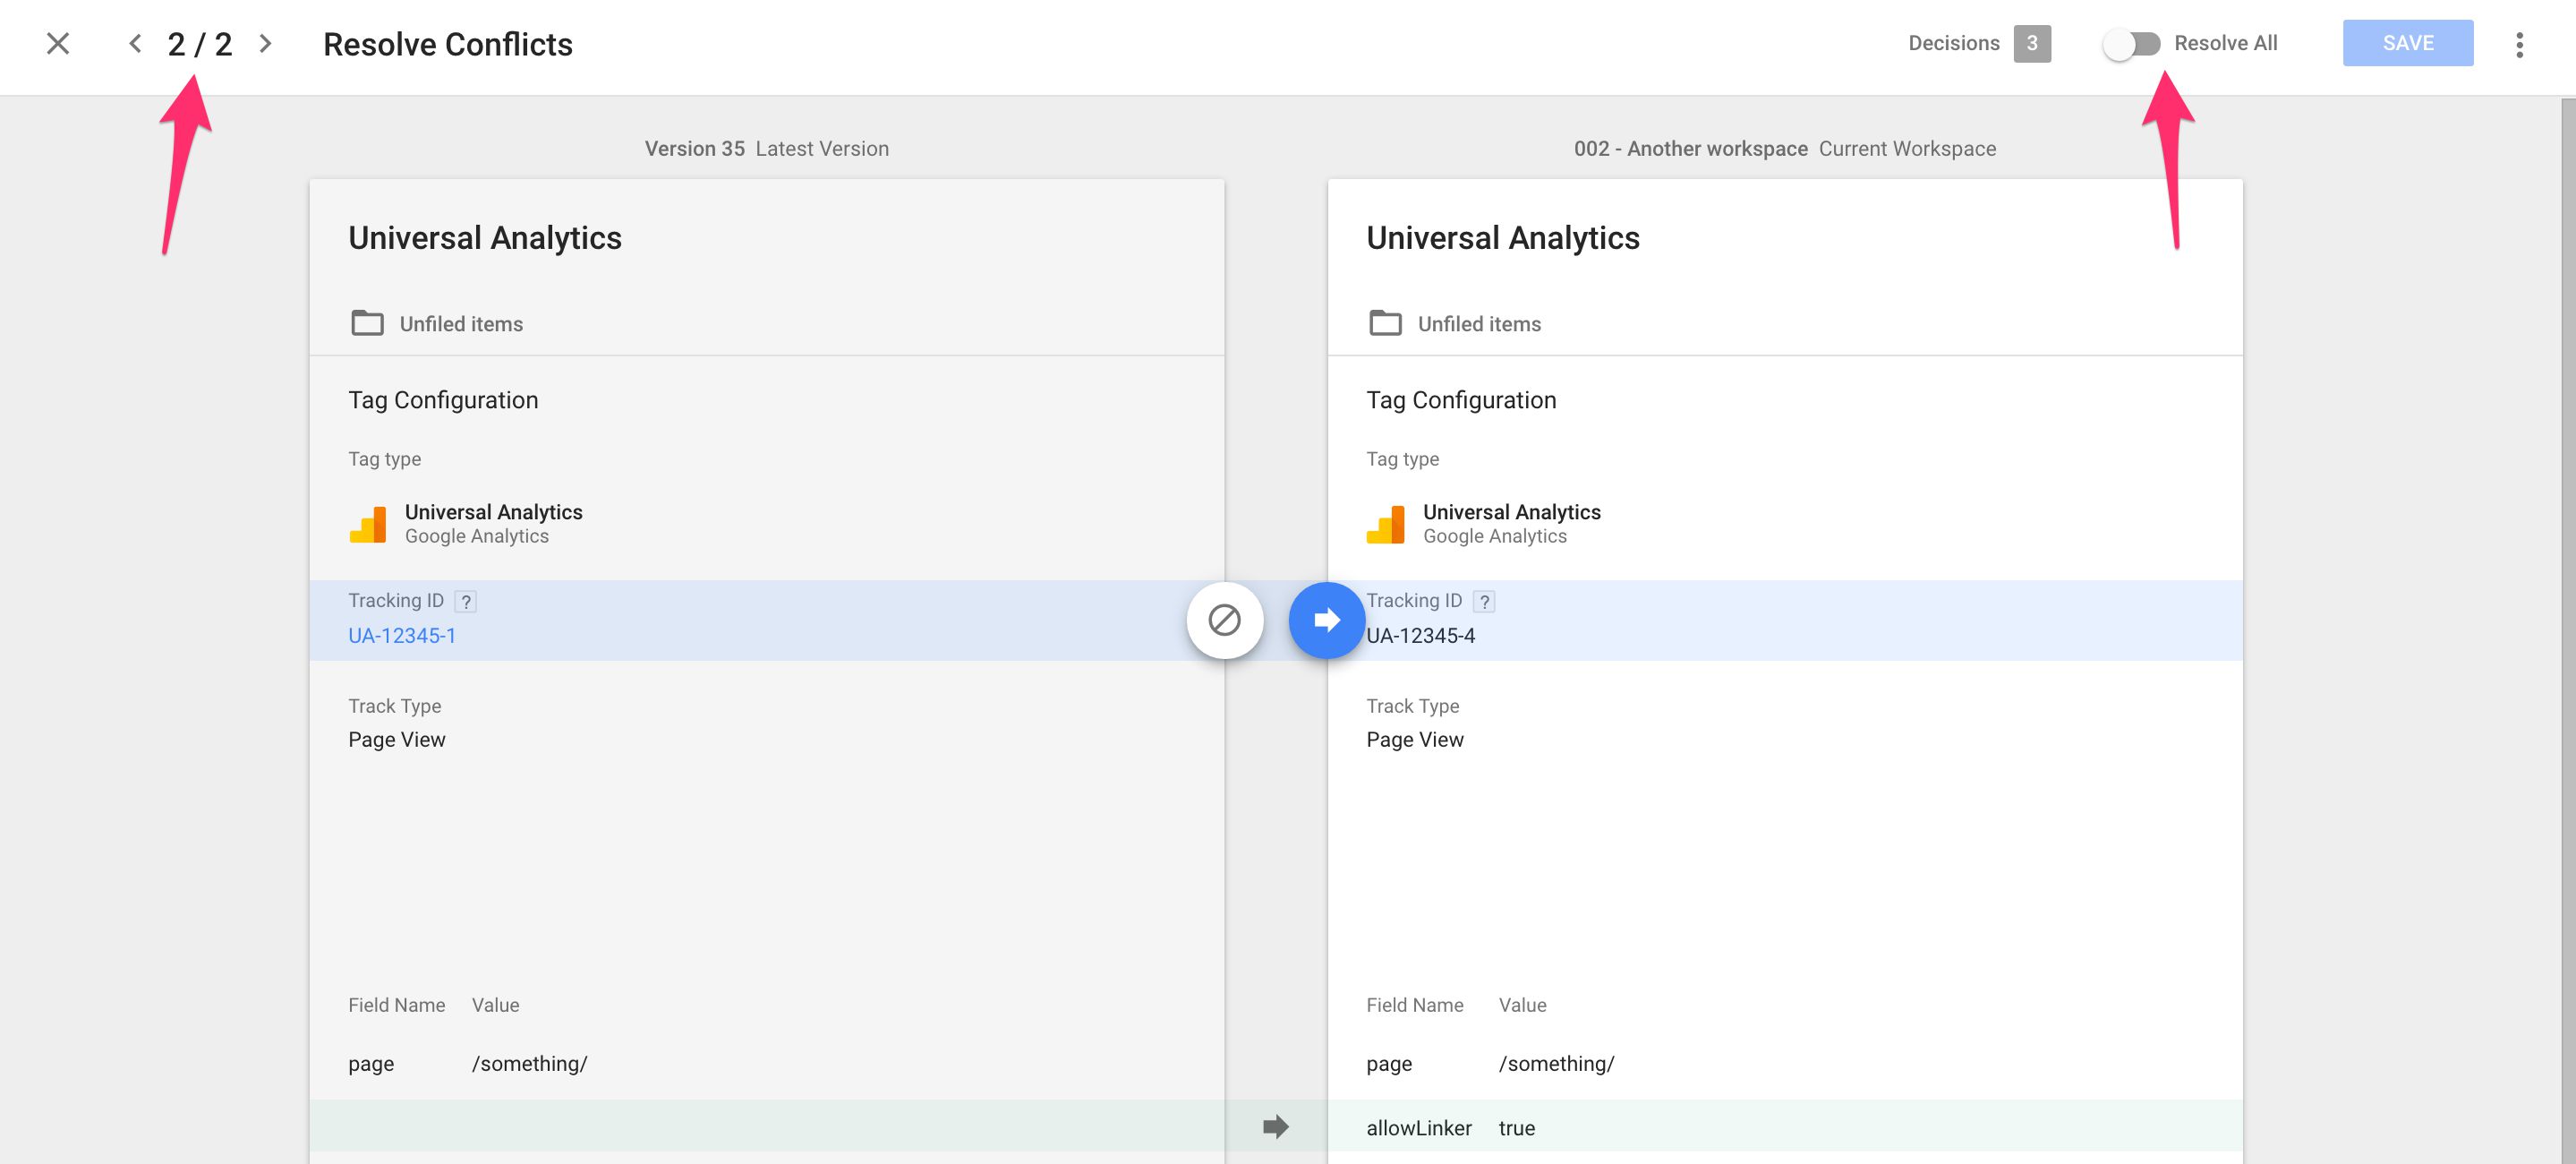 2 / 2 Resolve Conflicts Decisions 3 Resolve All SAVE
Version 35 Latest Version
Universal Analytics
Unfiled items
Tag Configuration
Tag type
Universal Analytics
Google Analytics
Tracking ID ?
UA-12345-1
Track Type
Page View
Field Name Value
page /something/
002 - Another workspace Current Workspace
Universal Analytics
Unfiled items
Tag Configuration
Tag type
Universal Analytics
Google Analytics
Tracking ID ?
UA-12345-4
Track Type
Page View
Field Name Value
page /something/
allowLinker true